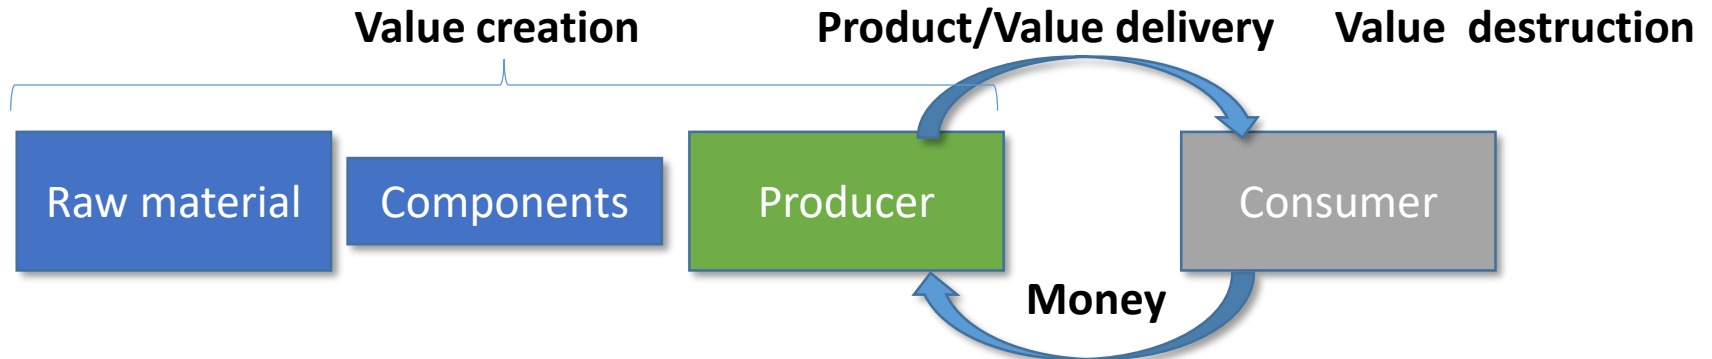 Value creation
Product/Value delivery
Value destruction
Raw material
Components
Producer
Consumer
Money